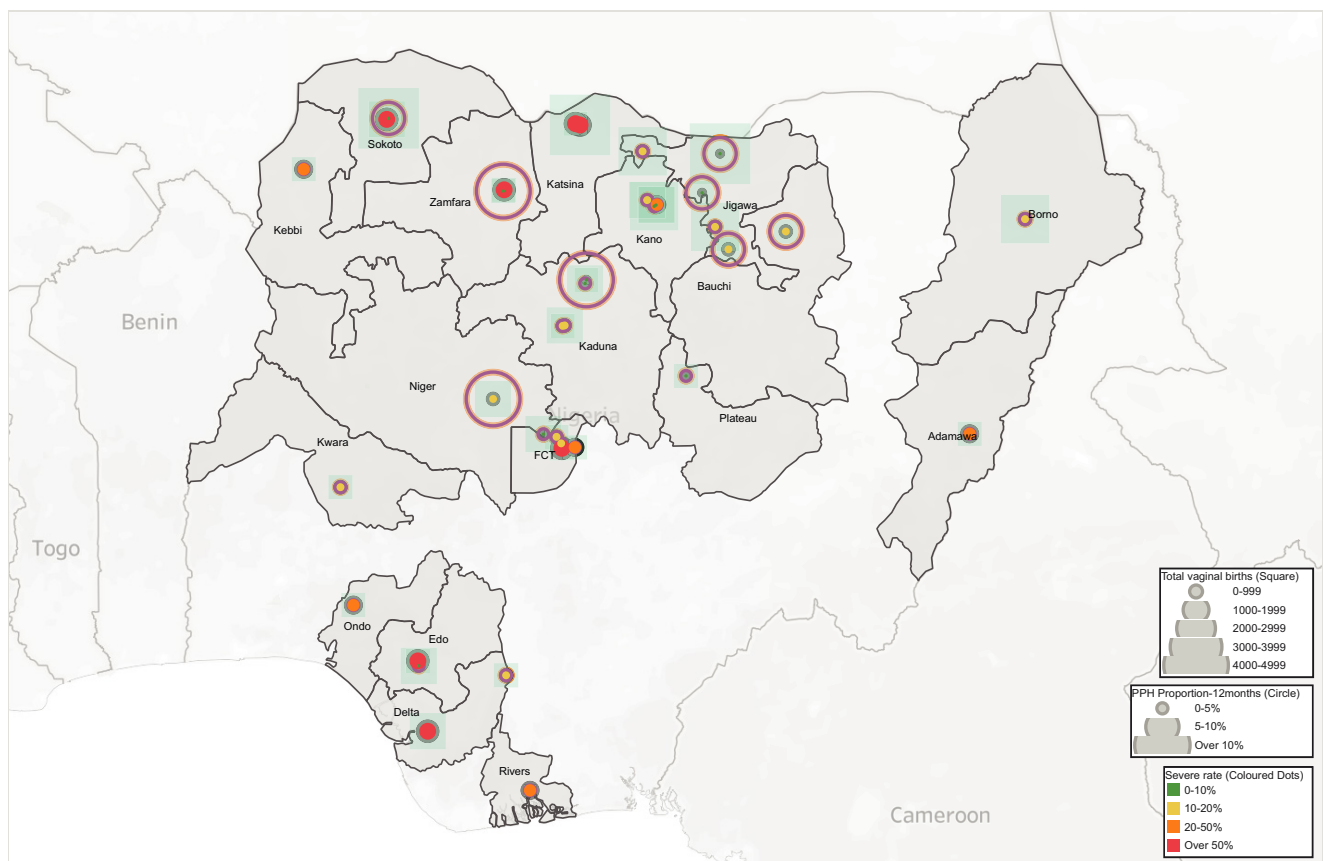 Sokoto
Katsina
Zamfara
Jigawa
Borno
Kebbi
Kano
Bauchi
Benin
Kaduna
Niger
Nigeria
Plateau
Kwara
FCT
Adamawa
Togo
Ondo
Edo
Delta
Rivers
Cameroon
Total vaginal births (Square)
0-999
1000-1999
2000-2999
3000-3999
4000-4999
PPH Proportion-12months (Circle)
0-5%
5-10%
Over 10%
Severe rate (Coloured Dots)
0-10%
10-20%
20-50%
Over 50%